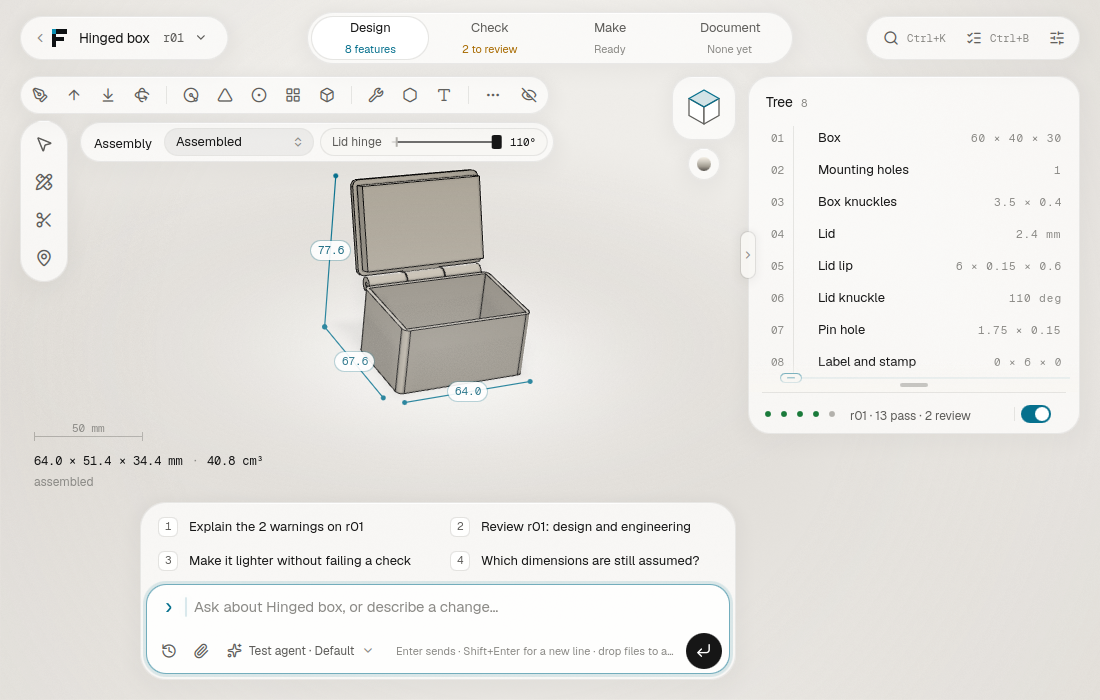 Hinged box r01
Design
8 features
Check
2 to review
Make
Ready
Document
None yet
Ctrl+K
Ctrl+B
Assembly
Assembled
Lid hinge
110°
Tree 8
01 Box 60 × 40 × 30
02 Mounting holes 1
03 Box knuckles 3.5 × 0.4
04 Lid 2.4 mm
05 Lid lip 6 × 0.15 × 0.6
06 Lid knuckle 110 deg
07 Pin hole 1.75 × 0.15
08 Label and stamp 0 × 6 × 0
r01 · 13 pass · 2 review
77.6
67.6
64.0
50 mm
64.0 × 51.4 × 34.4 mm · 40.8 cm³
assembled
1 Explain the 2 warnings on r01
2 Review r01: design and engineering
3 Make it lighter without failing a check
4 Which dimensions are still assumed?
Ask about Hinged box, or describe a change…
Test agent · Default
Enter sends · Shift+Enter for a new line · drop files to a…